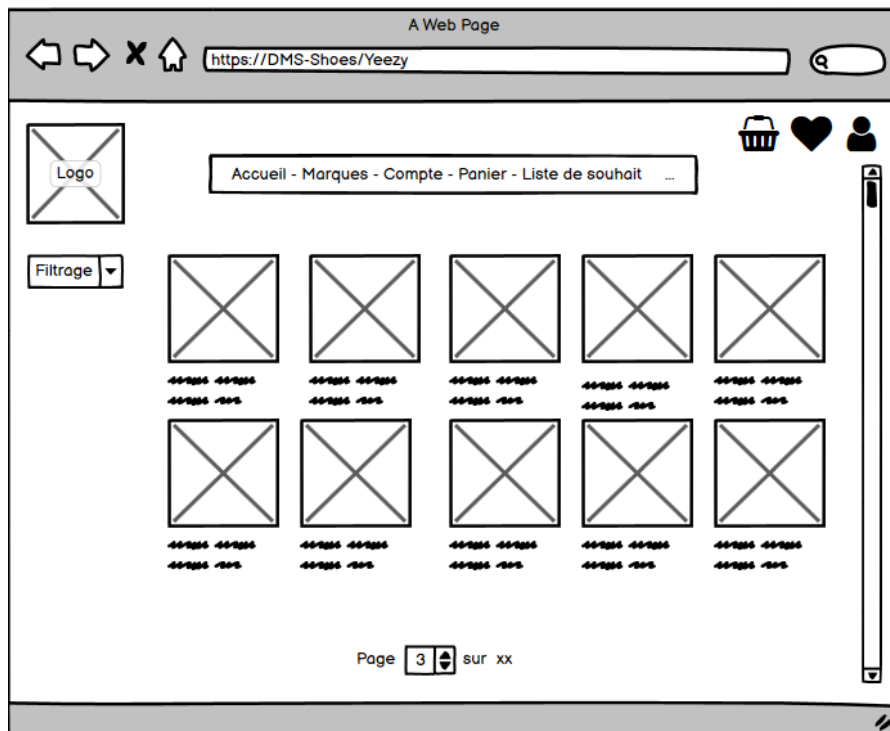 A Web Page
https://DMS-Shoes/Yeezy
Logo
Accueil - Marques - Compte - Panier - Liste de souhait ...
Filtrage
Page 3 sur xx